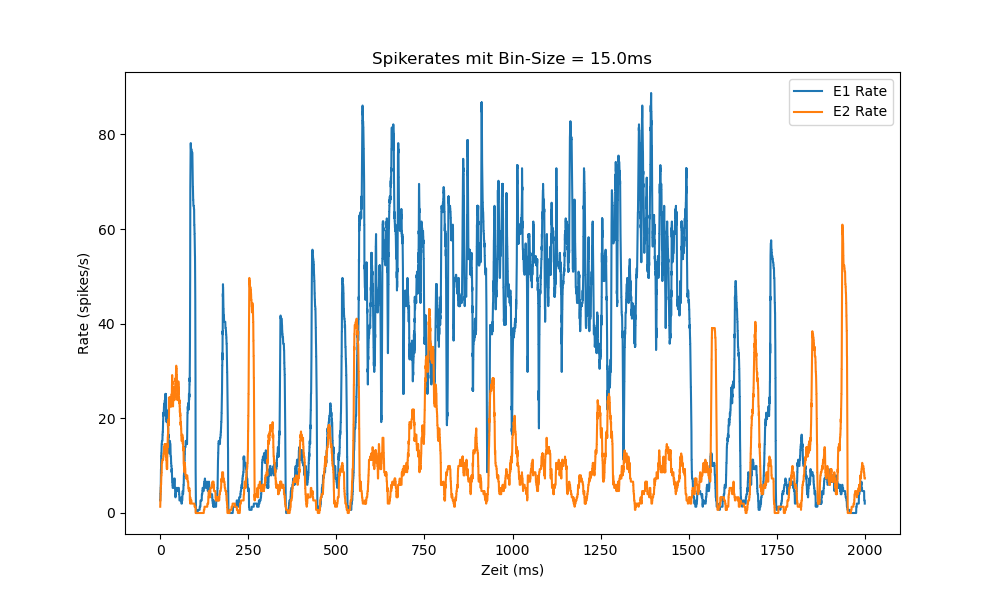 Spikerates mit Bin-Size = 15.0ms
E1 Rate
E2 Rate
80
60
40
20
0
Rate (spikes/s)
0 250 500 750 1000 1250 1500 1750 2000
Zeit (ms)